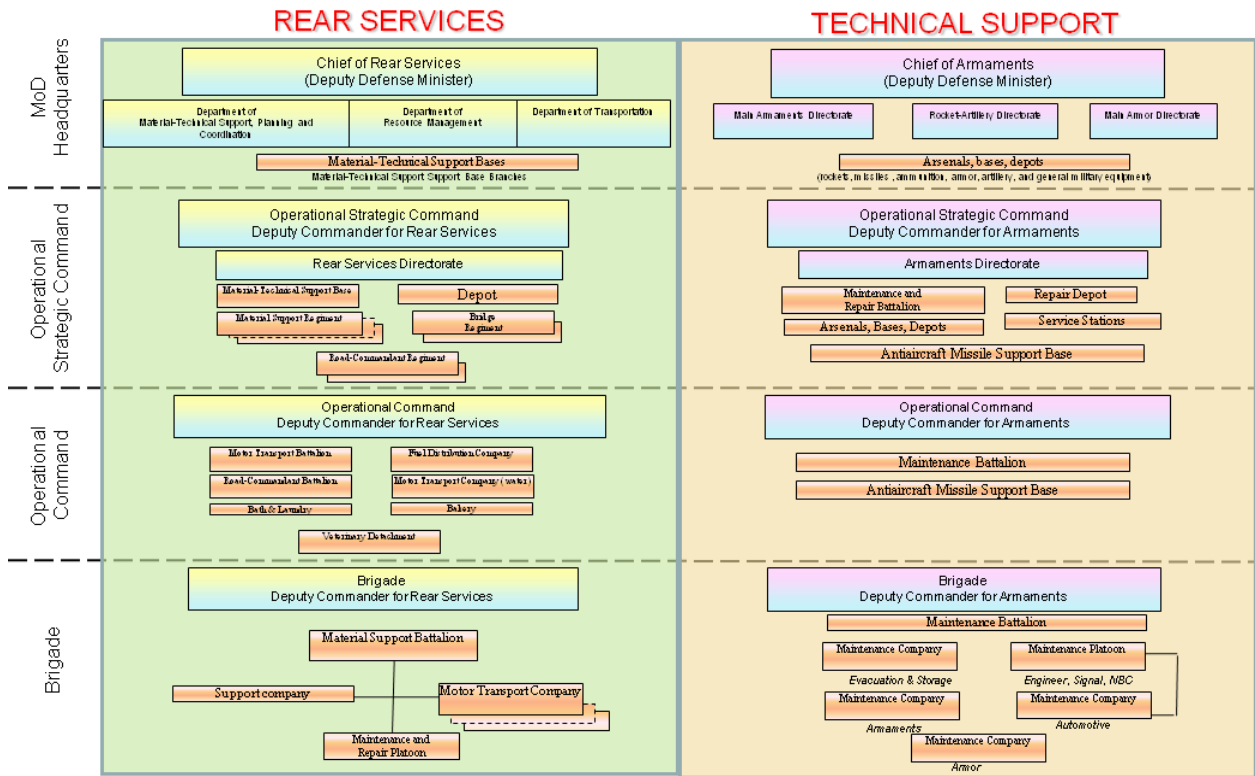 REAR SERVICES
TECHNICAL SUPPORT
MoD
Headquarters
Chief of Rear Services
(Deputy Defense Minister)
Department of
Material-Technical Support, Planning and
Coordination
Department of
Resource Management
Department of Transportation
Material-Technical Support Bases
Material-Technical Support Support Base Branches
Chief of Armaments
(Deputy Defense Minister)
Main Armaments Directorate
Rocket-Artillery Directorate
Main Armor Directorate
Arsenals, bases, depots
(rockets, missiles, ammunition, armor, artillery, and general military equipment)
Operational
Strategic Command
Operational Strategic Command
Deputy Commander for Rear Services
Rear Services Directorate
Material-Technical Support Base
Depot
Material Support Regiment
Bridge
Regiment
Road-Commandant Regiment
Operational Strategic Command
Deputy Commander for Armaments
Armaments Directorate
Maintenance and
Repair Battalion
Repair Depot
Arsenals, Bases, Depots
Service Stations
Antiaircraft Missile Support Base
Operational
Command
Operational Command
Deputy Commander for Rear Services
Motor Transport Battalion
Fuel Distribution Company
Road-Commandant Battalion
Motor Transport Company (water)
Bath & Laundry
Bakery
Veterinary Detachment
Operational Command
Deputy Commander for Armaments
Maintenance Battalion
Antiaircraft Missile Support Base
Brigade
Brigade
Deputy Commander for Rear Services
Material Support Battalion
Support company
Motor Transport Company
Maintenance and
Repair Platoon
Brigade
Deputy Commander for Armaments
Maintenance Battalion
Maintenance Company
Evacuation & Storage
Maintenance Platoon
Engineer, Signal, NBC
Maintenance Company
Armaments
Maintenance Company
Automotive
Maintenance Company
Armor